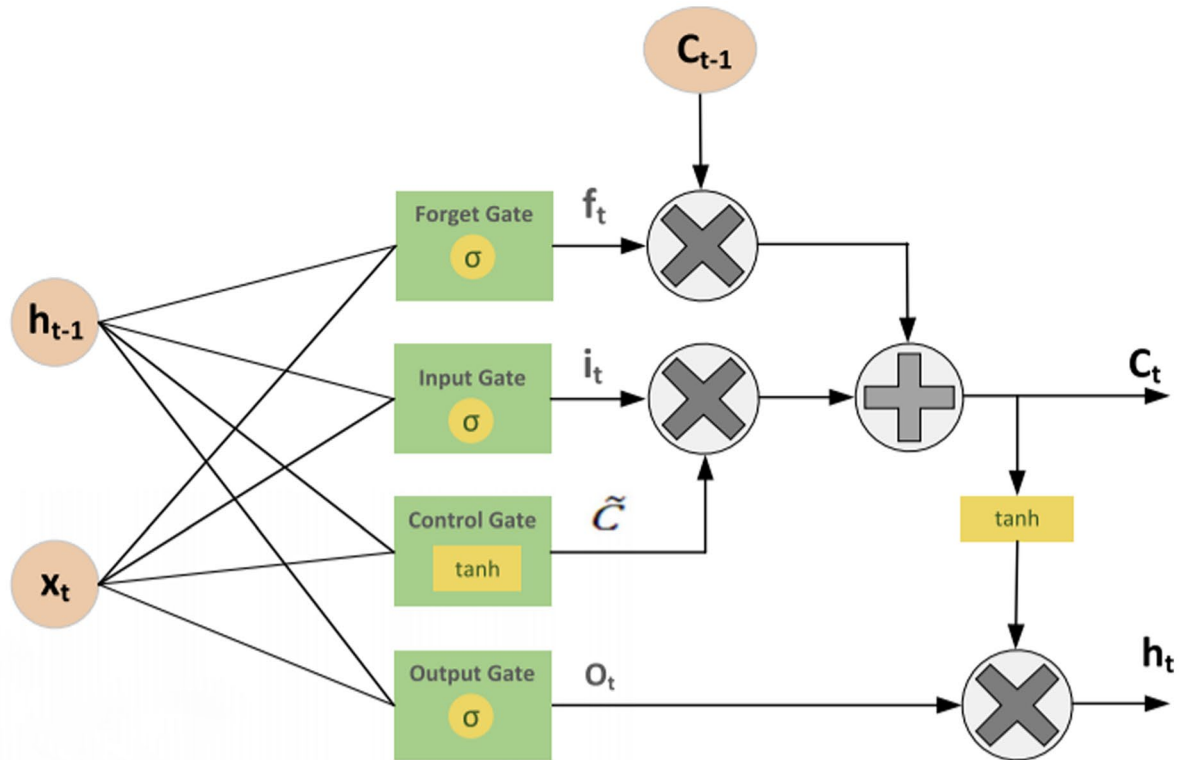 Cₜ₋₁
Forget Gate
σ
fₜ
hₜ₋₁
Input Gate
σ
iₜ
Cₜ
Control Gate
tanh
C̃
tanh
xₜ
Output Gate
σ
oₜ
hₜ